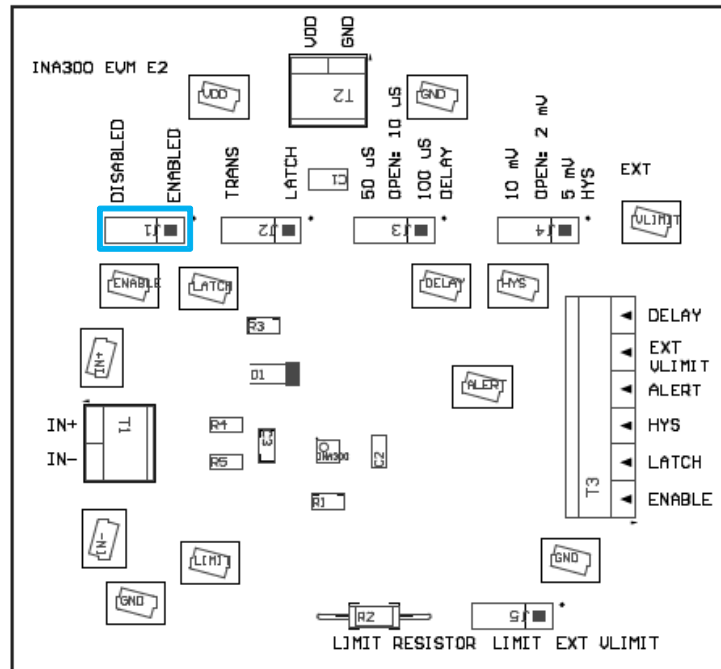 INA300 EVM E2
VDD
GND
VDD
T2
GND
DISABLED
ENABLED
TRANS
LATCH
C1
50 uS
OPEN: 10 uS
100 uS
DELAY
10 mV
OPEN: 2 mV
5 mV
HYS
EXT
VLIMIT
J1
J2
J3
J4
ENABLE
LATCH
DELAY
HYS
R3
D1
IN+
ALERT
DELAY
EXT
VLIMIT
ALERT
HYS
LATCH
ENABLE
T3
IN+
IN-
T1
R4
R5
C3
INA300
C2
R1
IN-
LIMIT
GND
GND
R2
J5
LIMIT RESISTOR LIMIT EXT VLIMIT